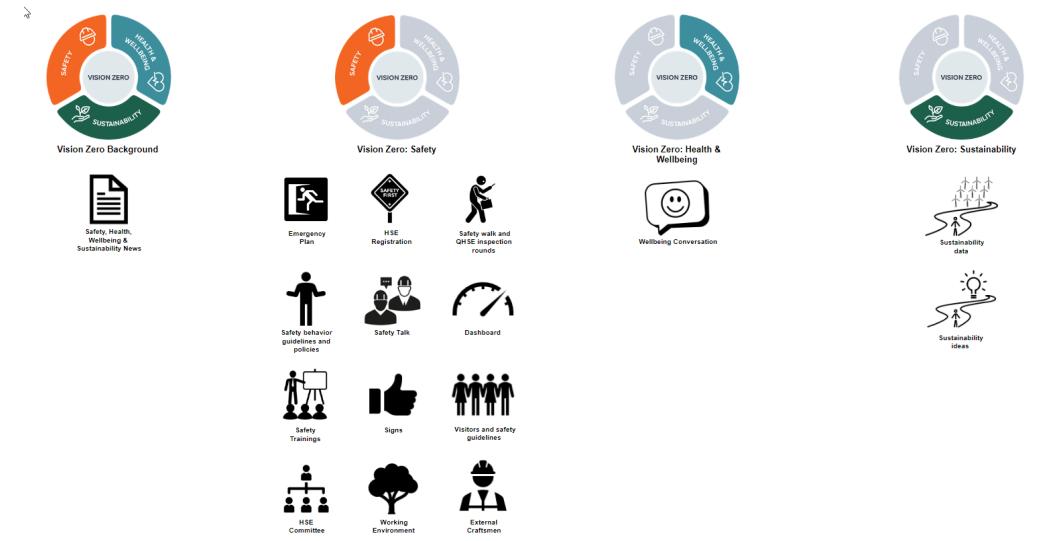 SAFETY
HEALTH &
WELLBEING
VISION ZERO
SUSTAINABILITY
Vision Zero Background
SAFETY
HEALTH &
WELLBEING
VISION ZERO
SUSTAINABILITY
Vision Zero: Safety
SAFETY
HEALTH &
WELLBEING
VISION ZERO
SUSTAINABILITY
Vision Zero: Health &
Wellbeing
SAFETY
HEALTH &
WELLBEING
VISION ZERO
SUSTAINABILITY
Vision Zero: Sustainability
Safety, Health,
Wellbeing &
Sustainability News
Emergency
Plan
SAFETY
FIRST
HSE
Registration
Safety walk and
QHSE inspection
rounds
Wellbeing Conversation
Sustainability
data
Safety behavior
guidelines and
policies
Safety Talk
Dashboard
Sustainability
ideas
Safety
Trainings
Signs
Visitors and safety
guidelines
HSE
Committee
Working
Environment
External
Craftsmen